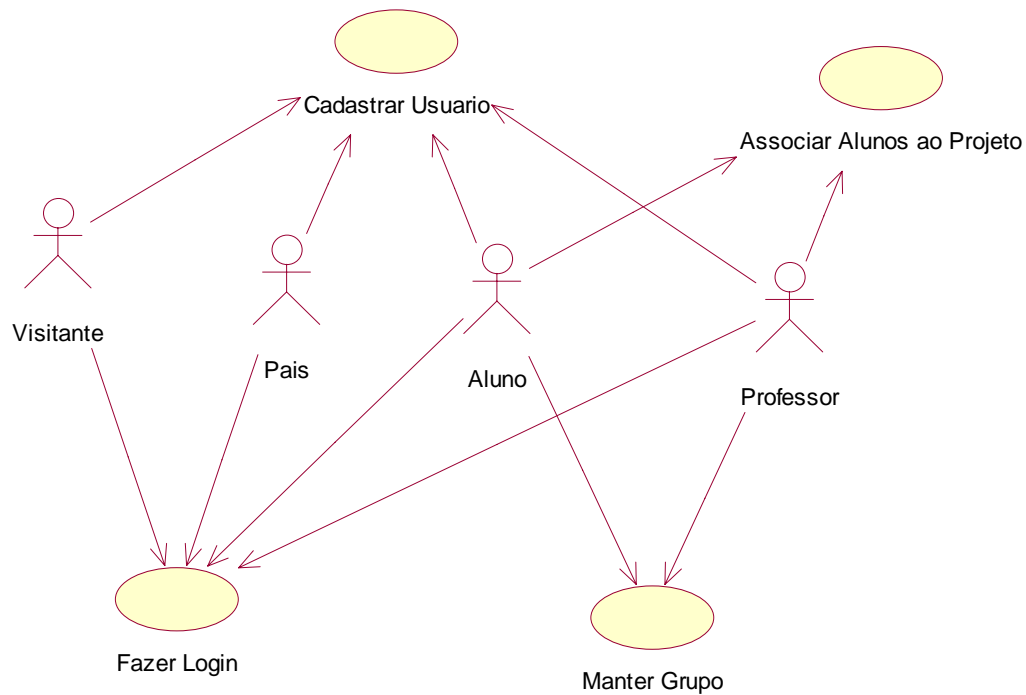 Cadastrar Usuario
Associar Alunos ao Projeto
Visitante
Pais
Aluno
Professor
Fazer Login
Manter Grupo